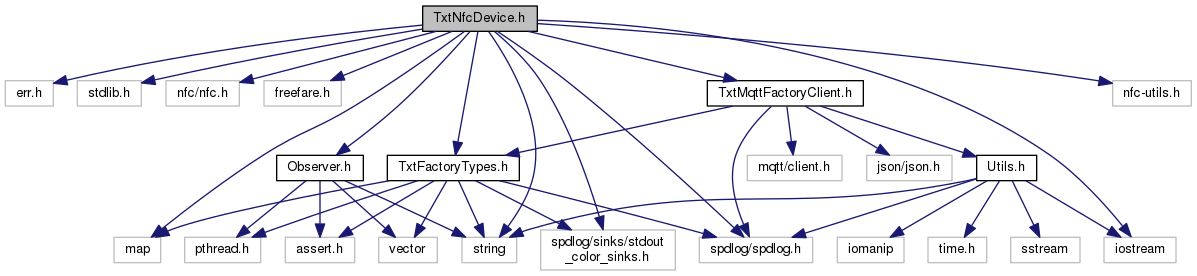 TxtNfcDevice.h
err.h
stdlib.h
nfc/nfc.h
freefare.h
TxtMqttFactoryClient.h
nfc-utils.h
Observer.h
TxtFactoryTypes.h
mqtt/client.h
json/json.h
Utils.h
map
pthread.h
assert.h
vector
string
spdlog/sinks/stdout
_color_sinks.h
spdlog/spdlog.h
iomanip
time.h
sstream
iostream